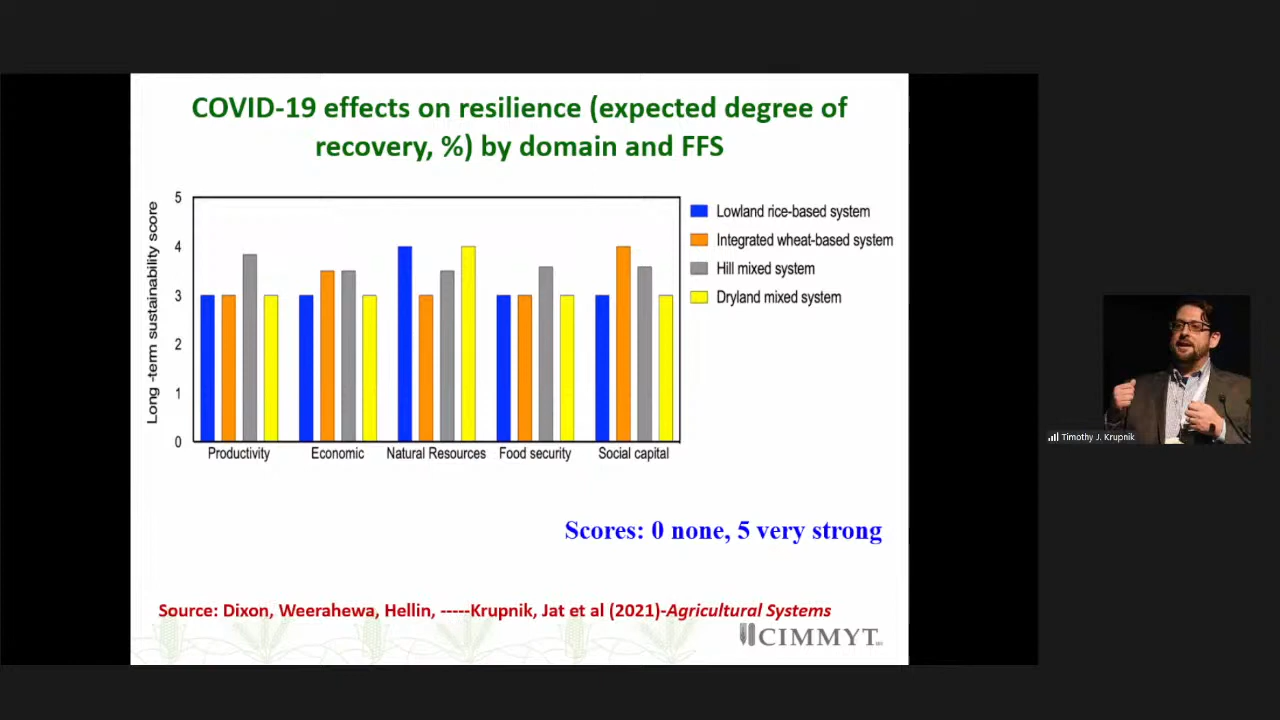 COVID-19 effects on resilience (expected degree of
recovery, %) by domain and FFS
Long -term sustainability score
5
4
3
2
1
0
Productivity
Economic
Natural Resources
Food security
Social capital
Lowland rice-based system
Integrated wheat-based system
Hill mixed system
Dryland mixed system
Scores: 0 none, 5 very strong
Source: Dixon, Weerahewa, Hellin, -----Krupnik, Jat et al (2021)-Agricultural Systems
CIMMYT
Timothy J. Krupnik